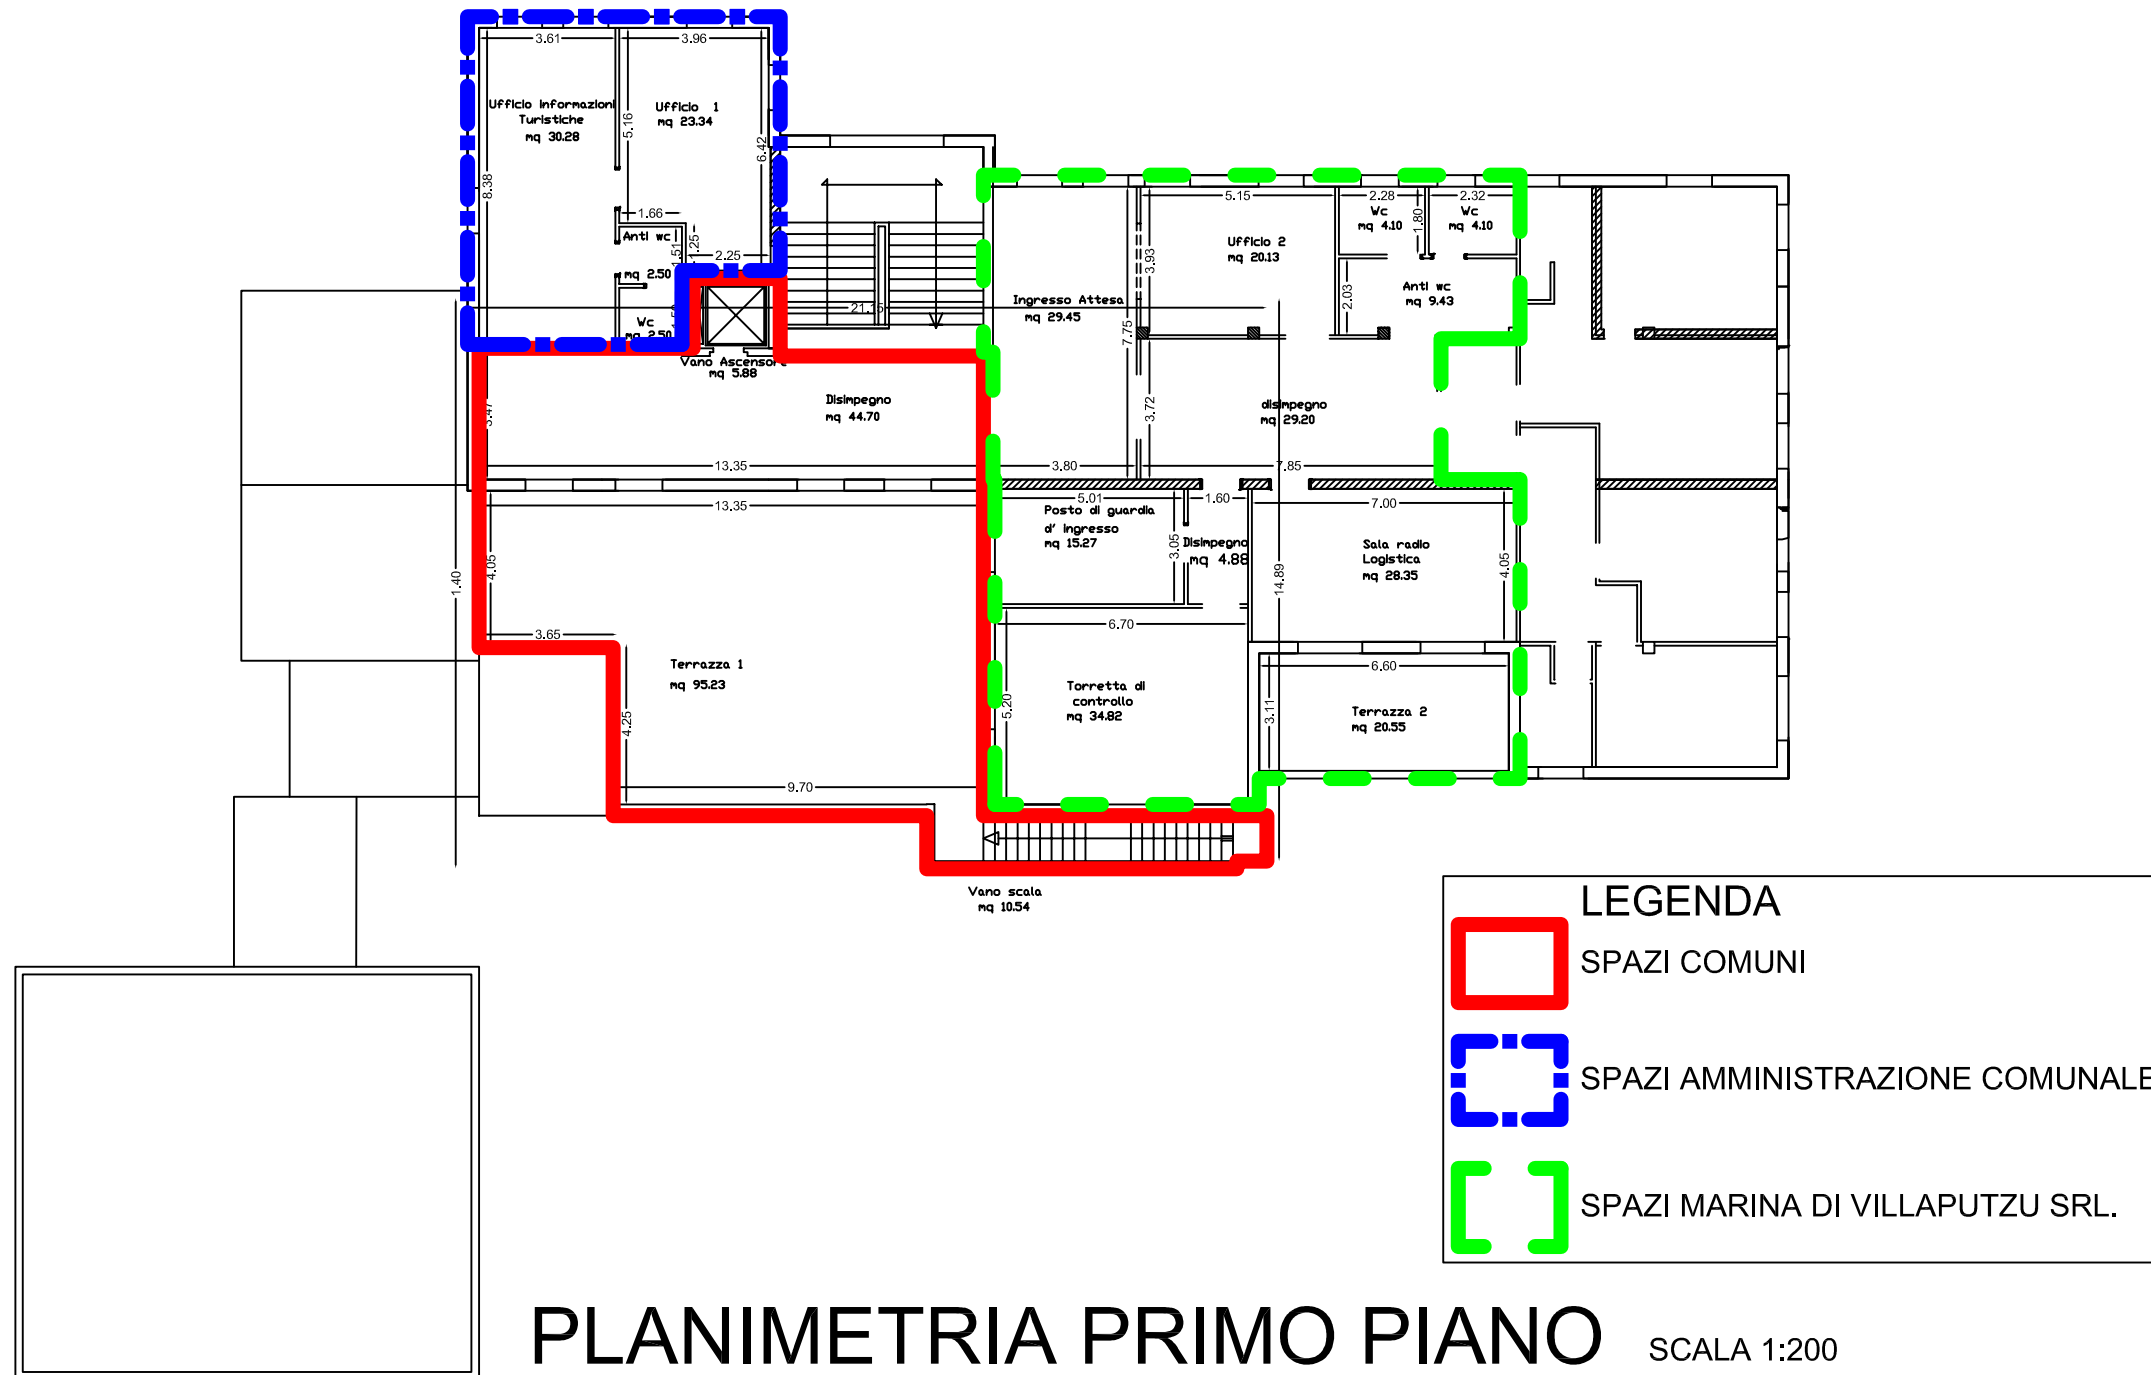 3.61
3.96
Ufficio Informazioni
Turistiche
mq 30.28
Ufficio 1
mq 23.34
5.16
6.42
8.38
1.66
Anti wc
1.51
1.25
2.25
mq 2.50
Wc
mq 2.50
21.15
Vano Ascensore
mq 5.88
5.15
2.28
2.32
Wc
mq 4.10
1.80
Wc
mq 4.10
Ufficio 2
mq 20.13
3.93
Ingresso Attesa
mq 29.45
2.03
Anti wc
mq 9.43
7.75
3.47
Disimpegno
mq 44.70
3.72
disimpegno
mq 29.20
13.35
3.80
7.85
13.35
5.01
1.60
7.00
Posto di guardia
d' ingresso
mq 15.27
3.05
Disimpegno
mq 4.88
Sala radio
Logistica
mq 28.35
4.05
1.40
4.05
14.89
3.65
6.70
Terrazza 1
mq 95.23
6.60
4.25
5.20
Torretta di
controllo
mq 34.82
3.11
Terrazza 2
mq 20.55
9.70
Vano scala
mq 10.54
LEGENDA
SPAZI COMUNI
SPAZI AMMINISTRAZIONE COMUNALE
SPAZI MARINA DI VILLAPUTZU SRL.
PLANIMETRIA PRIMO PIANO
SCALA 1:200